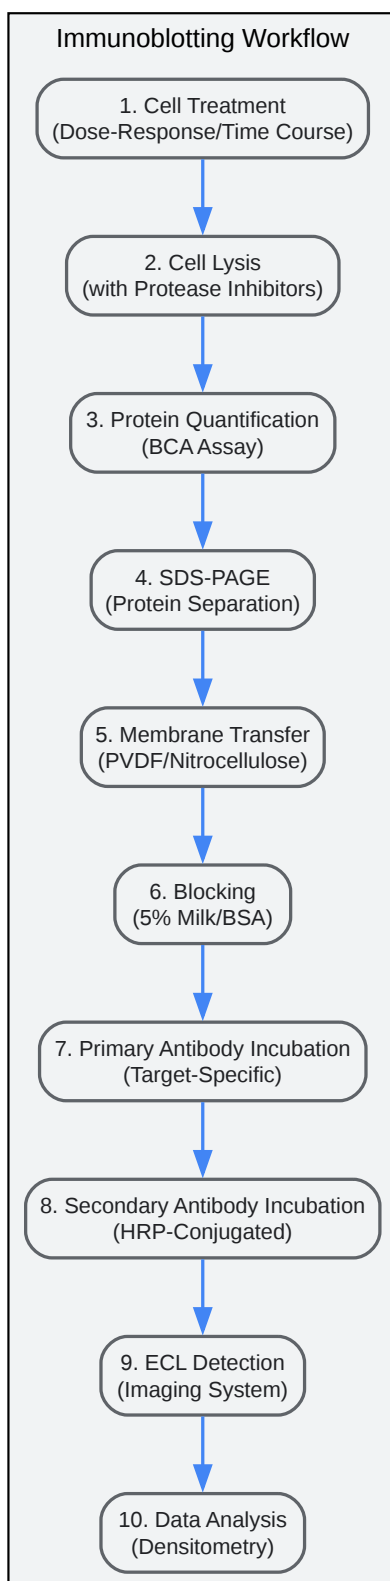 Immunoblotting Workflow
1. Cell Treatment
(Dose-Response/Time Course)
2. Cell Lysis
(with Protease Inhibitors)
3. Protein Quantification
(BCA Assay)
4. SDS-PAGE
(Protein Separation)
5. Membrane Transfer
(PVDF/Nitrocellulose)
6. Blocking
(5% Milk/BSA)
7. Primary Antibody Incubation
(Target-Specific)
8. Secondary Antibody Incubation
(HRP-Conjugated)
9. ECL Detection
(Imaging System)
10. Data Analysis
(Densitometry)